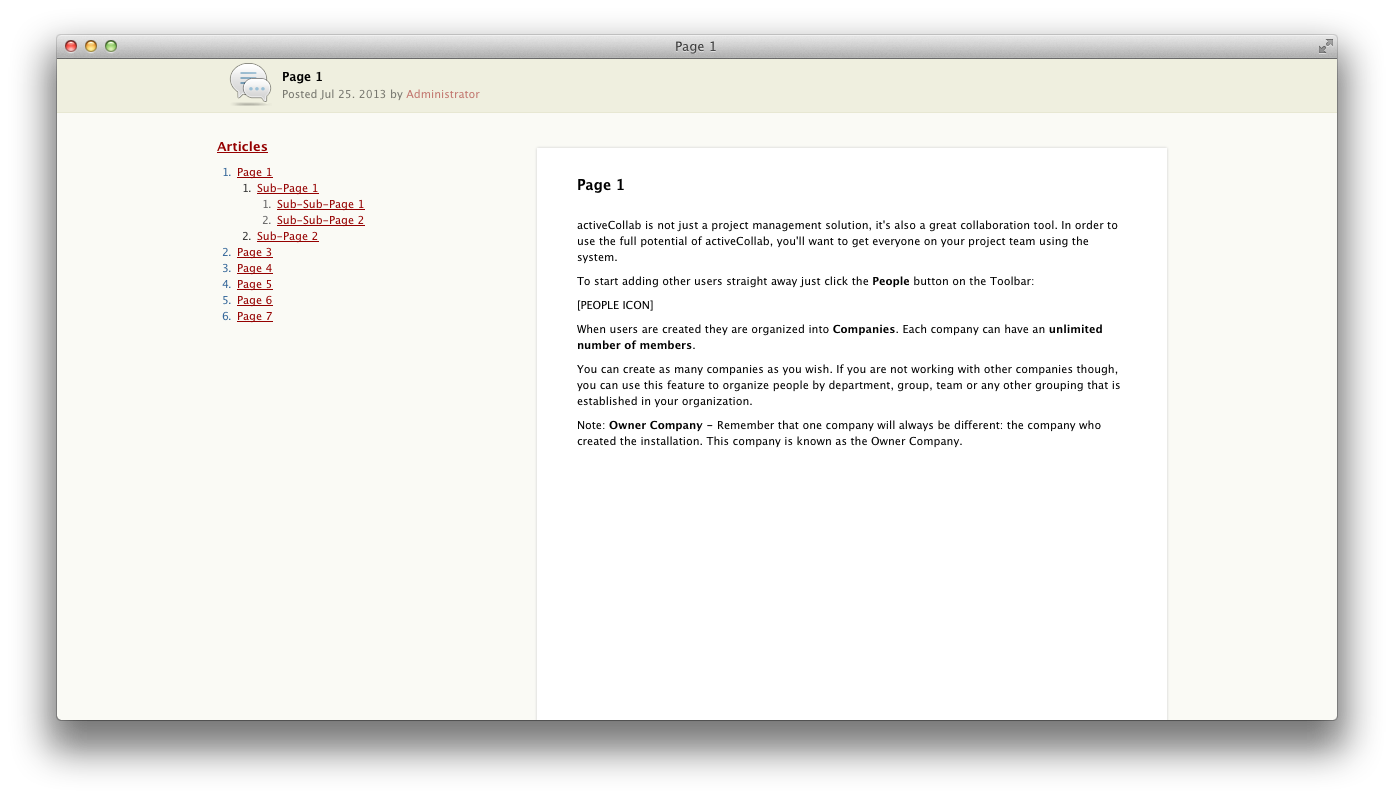 Page 1
Page 1
Posted Jul 25. 2013 by Administrator
Articles
1. Page 1
1. Sub-Page 1
1. Sub-Sub-Page 1
2. Sub-Sub-Page 2
2. Sub-Page 2
2. Page 3
3. Page 4
4. Page 5
5. Page 6
6. Page 7
Page 1
activeCollab is not just a project management solution, it's also a great collaboration tool. In order to
use the full potential of activeCollab, you'll want to get everyone on your project team using the
system.
To start adding other users straight away just click the People button on the Toolbar:
[PEOPLE ICON]
When users are created they are organized into Companies. Each company can have an unlimited
number of members.
You can create as many companies as you wish. If you are not working with other companies though,
you can use this feature to organize people by department, group, team or any other grouping that is
established in your organization.
Note: Owner Company - Remember that one company will always be different: the company who
created the installation. This company is known as the Owner Company.